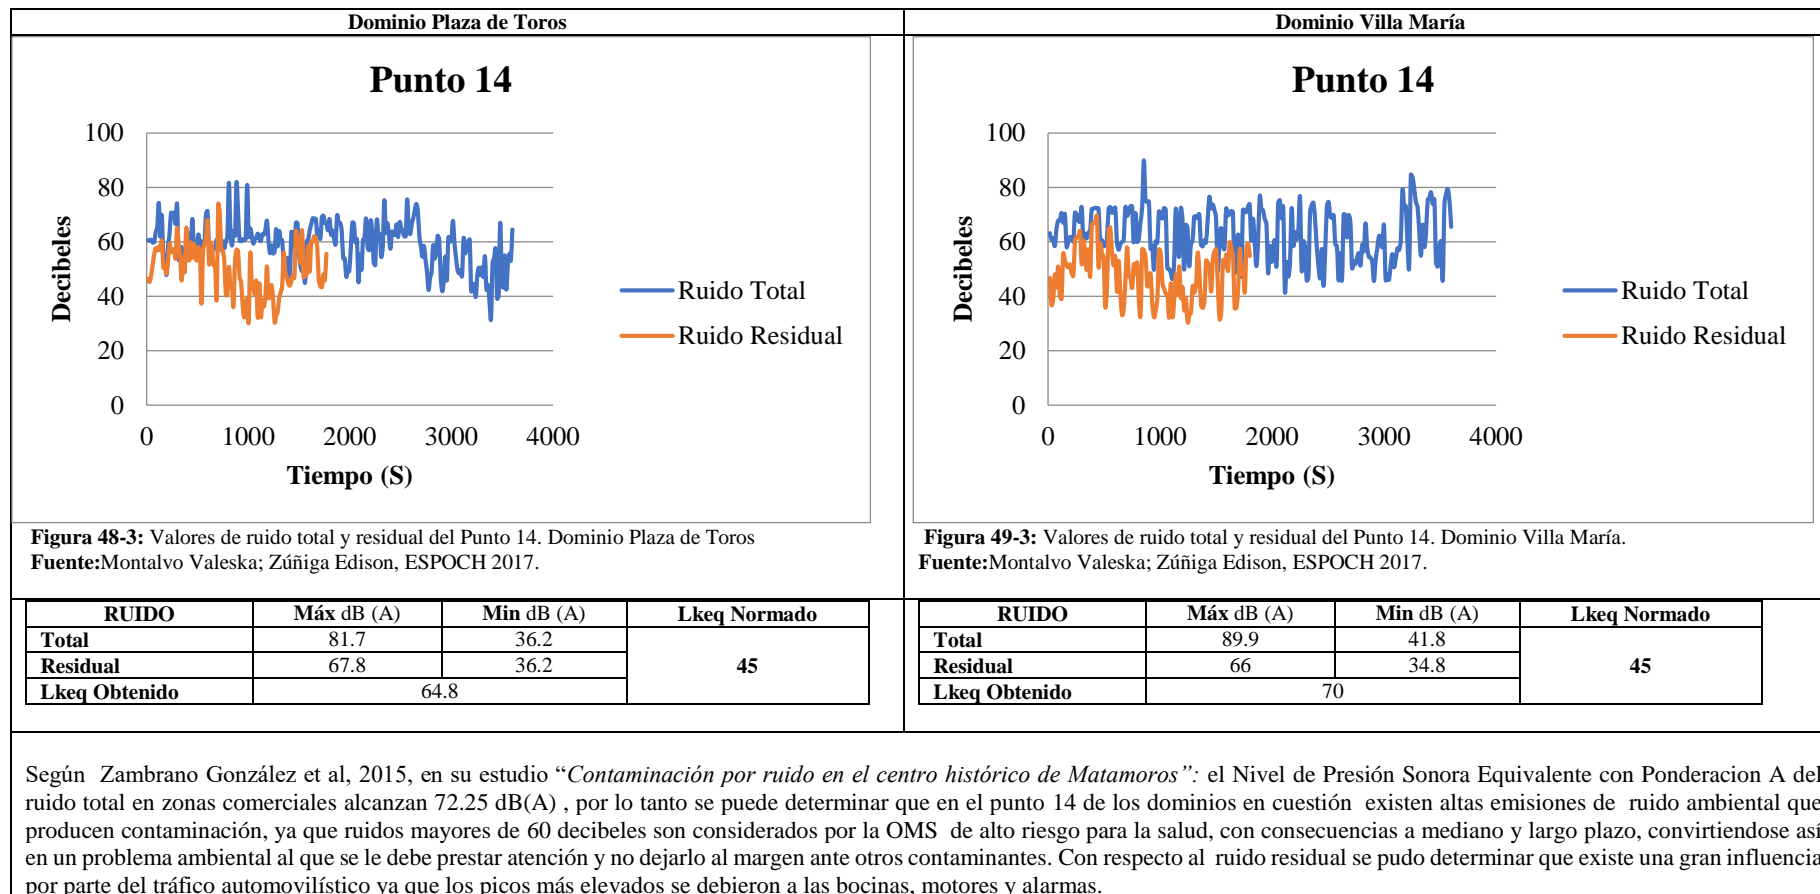 Dominio Plaza de Toros
Punto 14
Decibeles
100
80
60
40
20
0
0 1000 2000 3000 4000
Tiempo (S)
Ruido Total
Ruido Residual
Figura 48-3: Valores de ruido total y residual del Punto 14. Dominio Plaza de Toros
Fuente:Montalvo Valeska; Zúñiga Edison, ESPOCH 2017.
RUIDO Máx dB (A) Min dB (A) Lkeq Normado
Total 81.7 36.2
Residual 67.8 36.2 45
Lkeq Obtenido 64.8
Dominio Villa María
Punto 14
Decibeles
100
80
60
40
20
0
0 1000 2000 3000 4000
Tiempo (S)
Ruido Total
Ruido Residual
Figura 49-3: Valores de ruido total y residual del Punto 14. Dominio Villa María.
Fuente:Montalvo Valeska; Zúñiga Edison, ESPOCH 2017.
RUIDO Máx dB (A) Min dB (A) Lkeq Normado
Total 89.9 41.8
Residual 66 34.8 45
Lkeq Obtenido 70
Según Zambrano González et al, 2015, en su estudio “Contaminación por ruido en el centro histórico de Matamoros”: el Nivel de Presión Sonora Equivalente con Ponderacion A del
ruido total en zonas comerciales alcanzan 72.25 dB(A) , por lo tanto se puede determinar que en el punto 14 de los dominios en cuestión existen altas emisiones de ruido ambiental que
producen contaminación, ya que ruidos mayores de 60 decibeles son considerados por la OMS de alto riesgo para la salud, con consecuencias a mediano y largo plazo, convirtiendose así
en un problema ambiental al que se le debe prestar atención y no dejarlo al margen ante otros contaminantes. Con respecto al ruido residual se pudo determinar que existe una gran influencia
por parte del tráfico automovilístico ya que los picos más elevados se debieron a las bocinas, motores y alarmas.